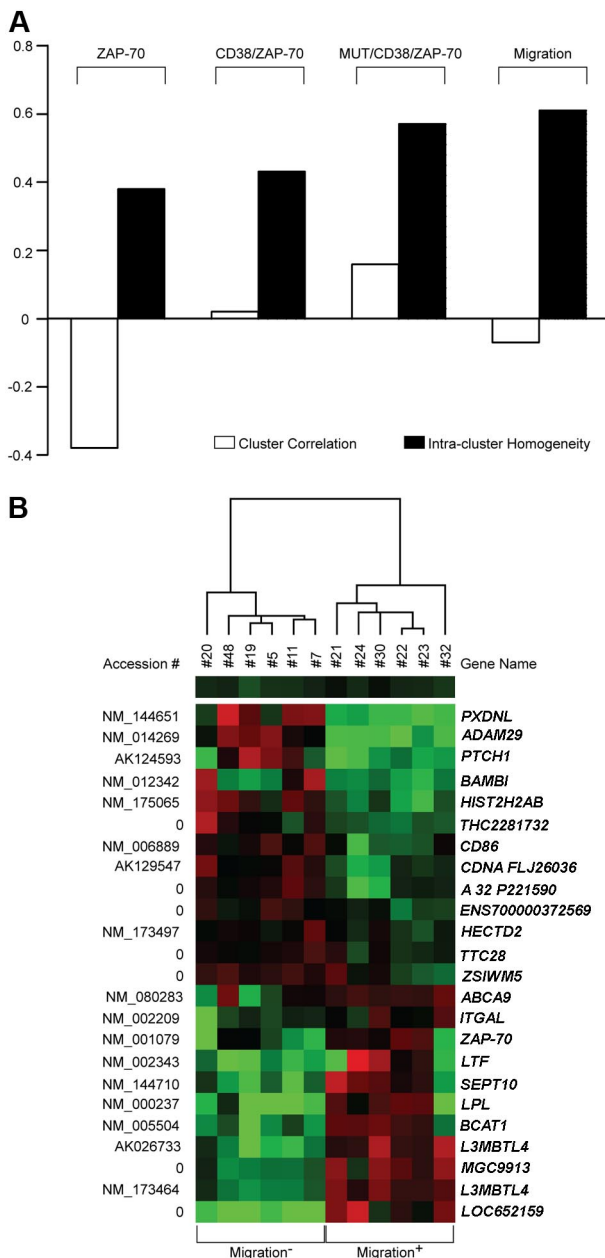 A
ZAP-70 CD38/ZAP-70 MUT/CD38/ZAP-70 Migration
0.8
0.6
0.4
0.2
0
-0.2
-0.4
Cluster Correlation Intra-cluster Homogeneity
B
Accession # #20 #48 #19 #5 #11 #7 #21 #24 #30 #22 #23 #32 Gene Name
NM_144651 PXDNL
NM_014269 ADAM29
AK124593 PTCH1
NM_012342 BAMBI
NM_175065 HIST2H2AB
0 THC2281732
NM_006889 CD86
AK129547 CDNA FLJ26036
0 A 32 P221590
0 ENS700000372569
NM_173497 HECTD2
0 TTC28
0 ZSIWM5
NM_080283 ABCA9
NM_002209 ITGAL
NM_001079 ZAP-70
NM_002343 LTF
NM_144710 SEPT10
NM_000237 LPL
NM_005504 BCAT1
AK026733 L3MBTL4
0 MGC9913
NM_173464 L3MBTL4
0 LOC652159
Migration- Migration+